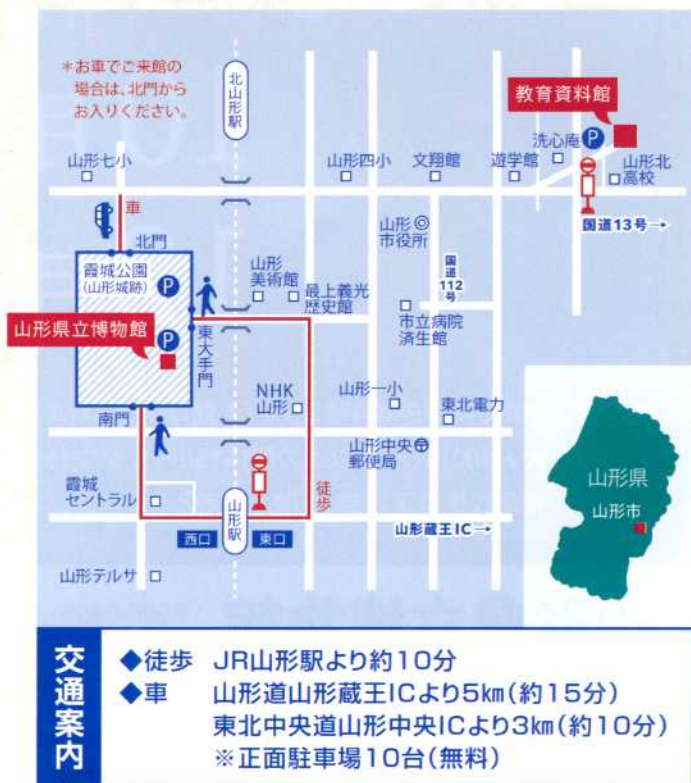 *お車でご来館の
場合は、北門から
お入りください。
北山形駅
教育資料館
P
洗心庵
山形七小
山形四小
文翔館
遊学館
山形北
高校
車
北門
山形
市役所
国道13号→
霞城公園
(山形城跡)
P
山形
美術館
最上義光
歴史館
国道
112
号
山形県立博物館
P
東大手門
市立病院
済生館
NHK
山形
山形一小
東北電力
南門
山形中央
郵便局
霞城
セントラル
山形駅
徒歩
西口
東口
山形蔵王IC→
山形テルサ
山形県
山形市
交通案内
◆徒歩 JR山形駅より約10分
◆車 山形道山形蔵王ICより5km(約15分)
東北中央道山形中央ICより3km(約10分)
※正面駐車場10台(無料)